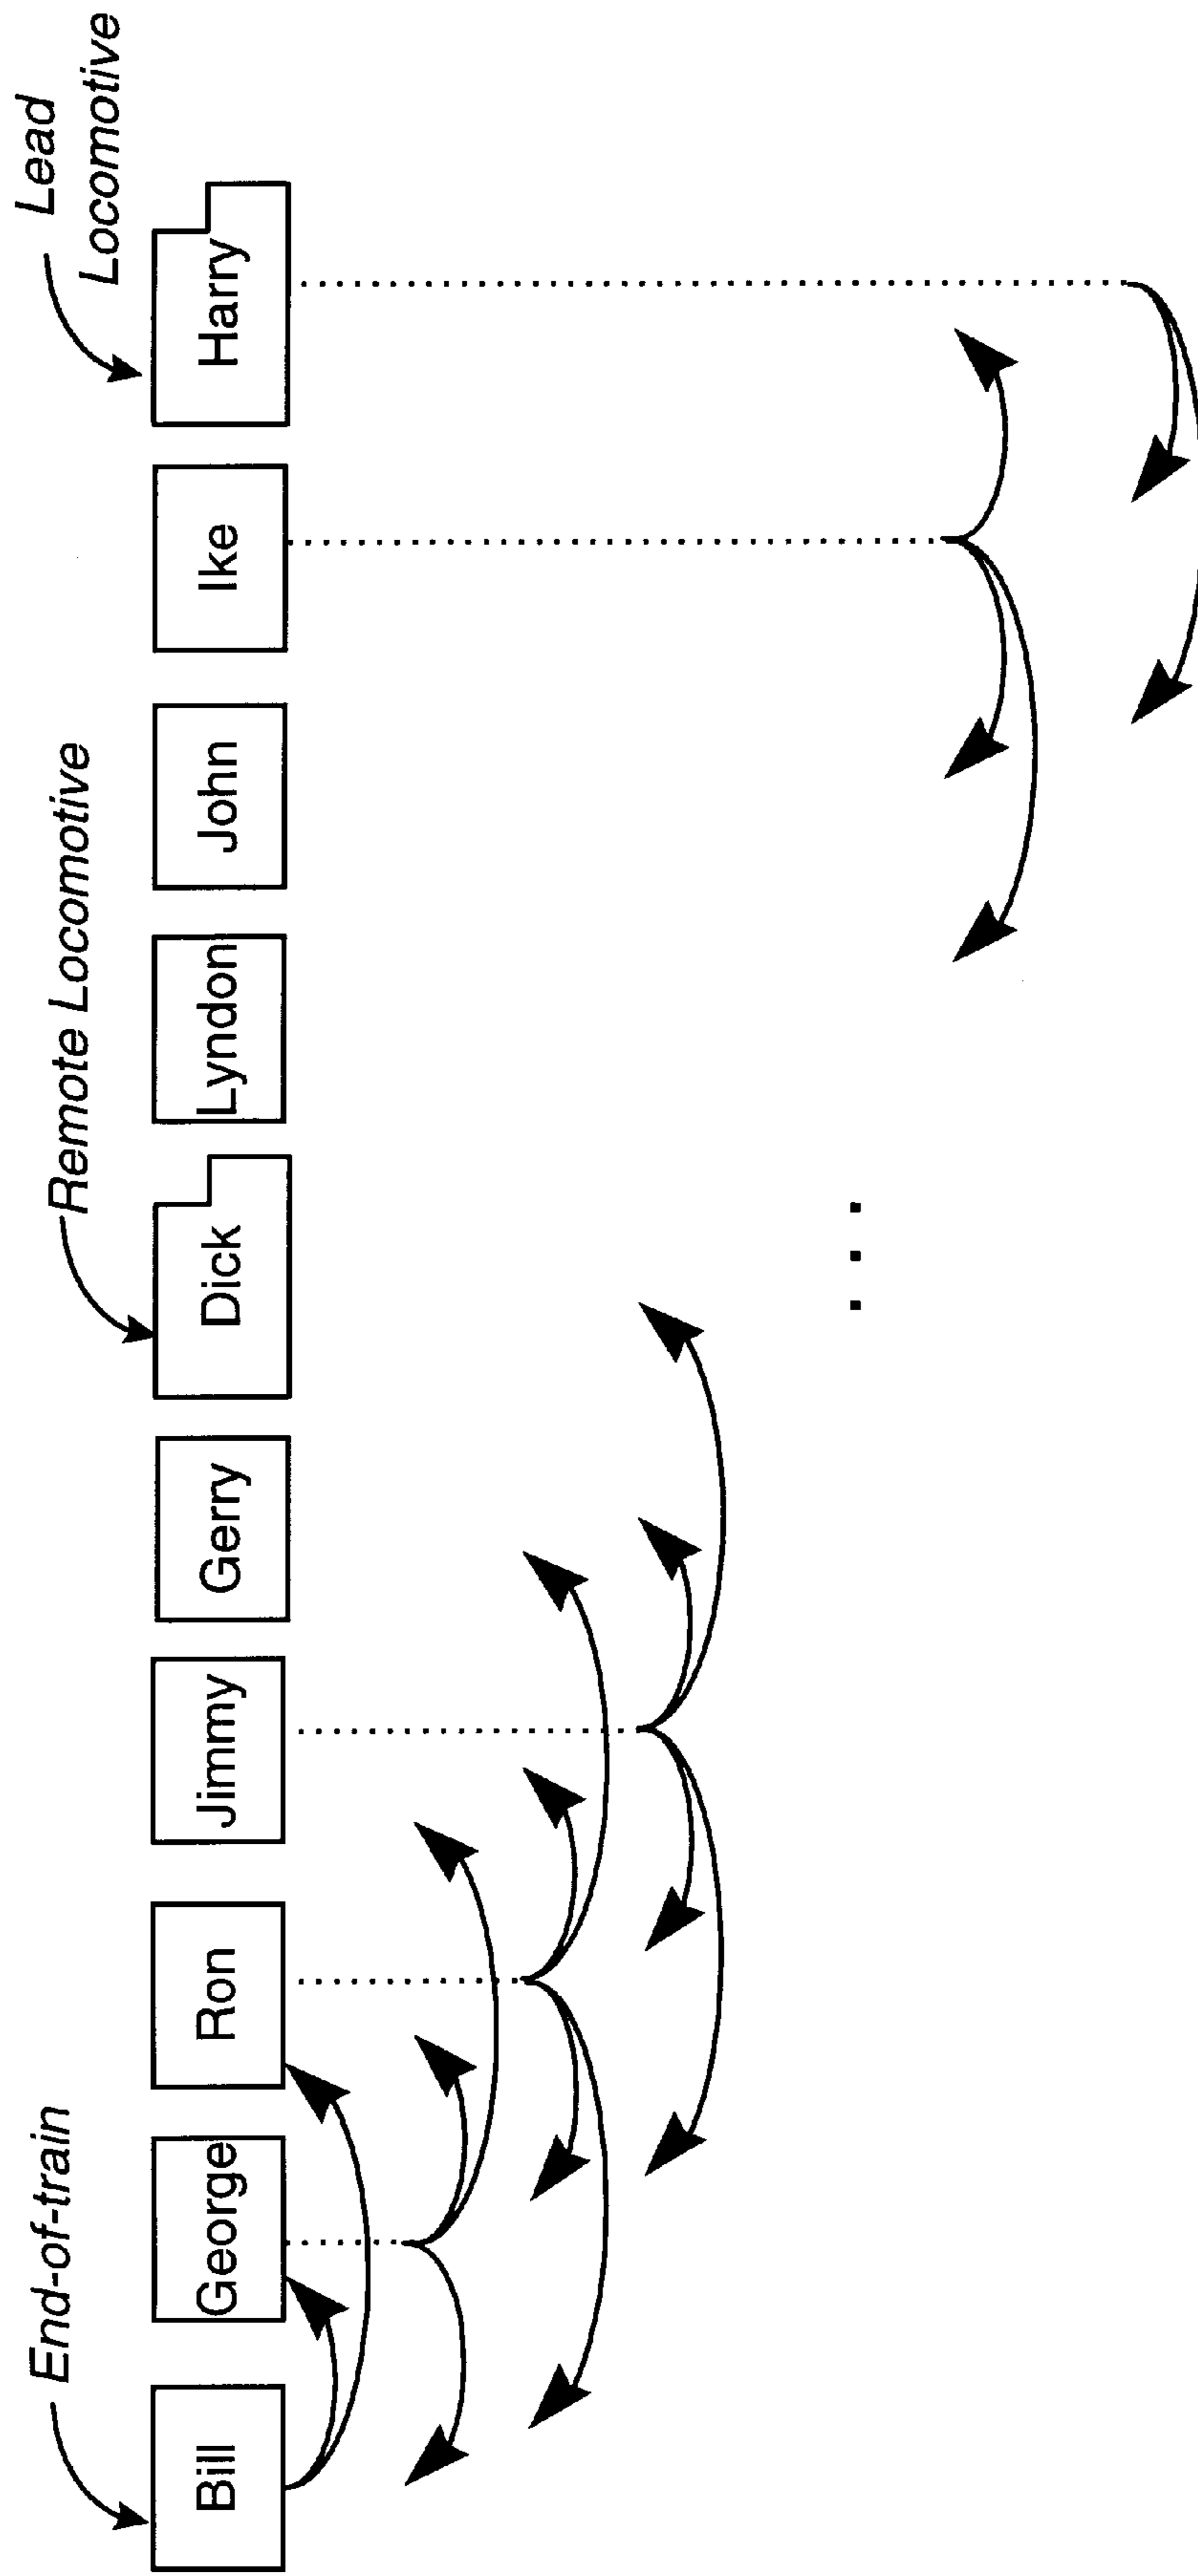 End-of-train
Remote Locomotive
Lead
Locomotive
Bill
George
Ron
Jimmy
Gerry
Dick
Lyndon
John
Ike
Harry
. . .